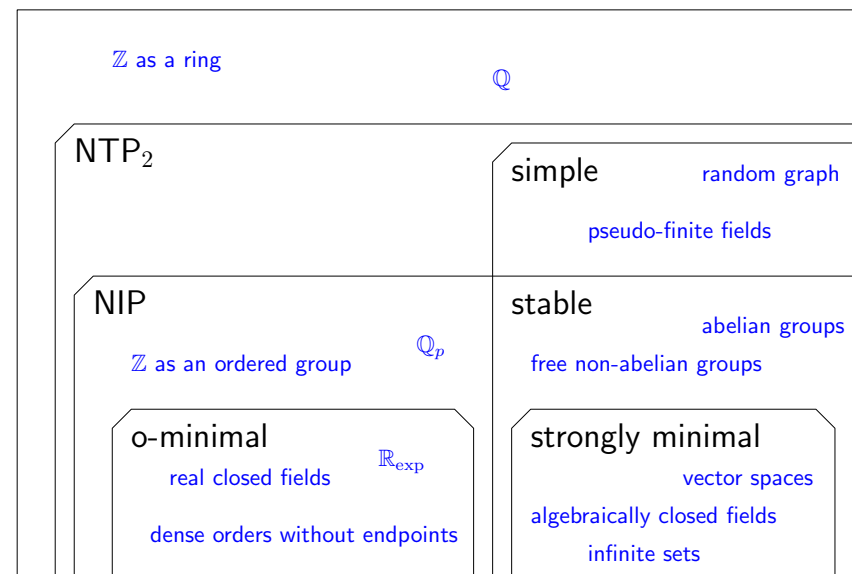 ℤ as a ring
ℚ
NTP₂
simple
random graph
pseudo-finite fields
NIP
stable
abelian groups
ℚₚ
ℤ as an ordered group
free non-abelian groups
o-minimal
strongly minimal
ℝ_exp
real closed fields
vector spaces
algebraically closed fields
dense orders without endpoints
infinite sets